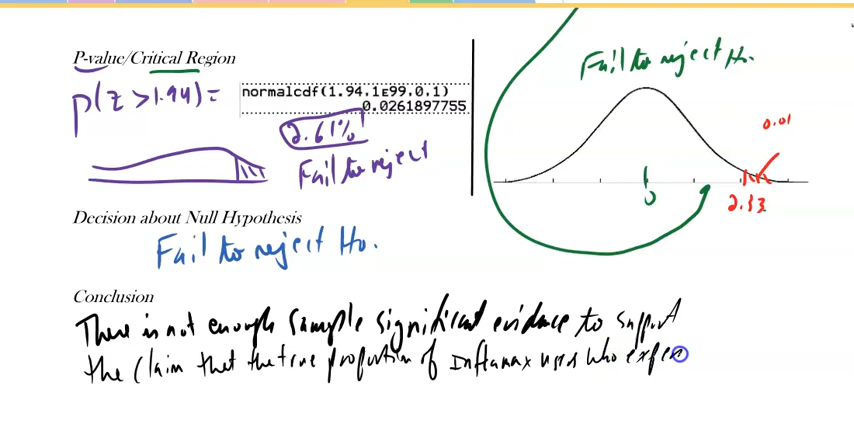 P-value/Critical Region
p(z>1.94) =
normalcdf(1.94,1E99,0,1)
0.0261897755
2.61%
Fail to reject
Fail to reject Ho.
0.01
0
2.33
Decision about Null Hypothesis
Fail to reject Ho.
Conclusion
There is not enough sample significant evidence to support
the claim that the true proportion of Inflamax users who exper